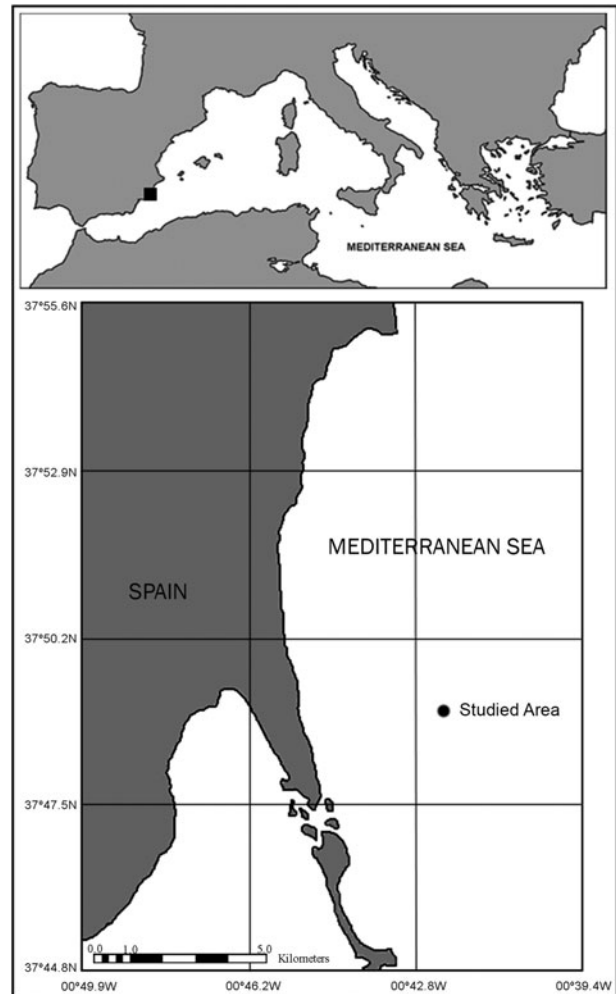 MEDITERRANEAN SEA
37°55.6N
37°52.9N
MEDITERRANEAN SEA
SPAIN
37°50.2N
Studied Area
37°47.5N
0.0 1.0 5.0
Kilometers
37°44.8N
00°49.9W 00°46.2W 00°42.8W 00°39.4W